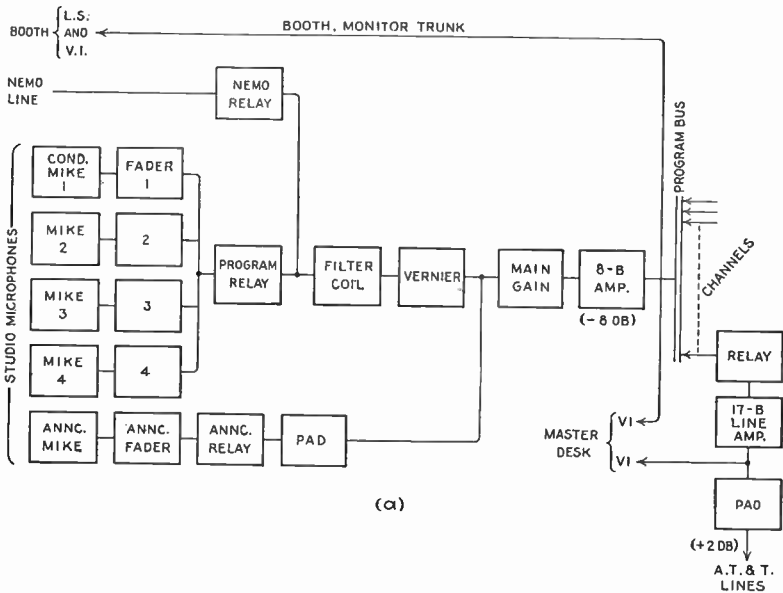 BOOTH
L.S.
AND
V.I.
BOOTH, MONITOR TRUNK
NEMO
LINE
NEMO
RELAY
STUDIO MICROPHONES
COND.
MIKE
1
FADER
1
MIKE
2
2
MIKE
3
3
MIKE
4
4
PROGRAM
RELAY
FILTER
COIL
VERNIER
MAIN
GAIN
8-B
AMP.
(-8 DB)
PROGRAM BUS
CHANNELS
RELAY
17-B
LINE
AMP.
ANNC.
MIKE
ANNC.
FADER
ANNC.
RELAY
PAD
MASTER
DESK
VI
VI
PAD
(+2 DB)
A.T. & T.
LINES
(a)